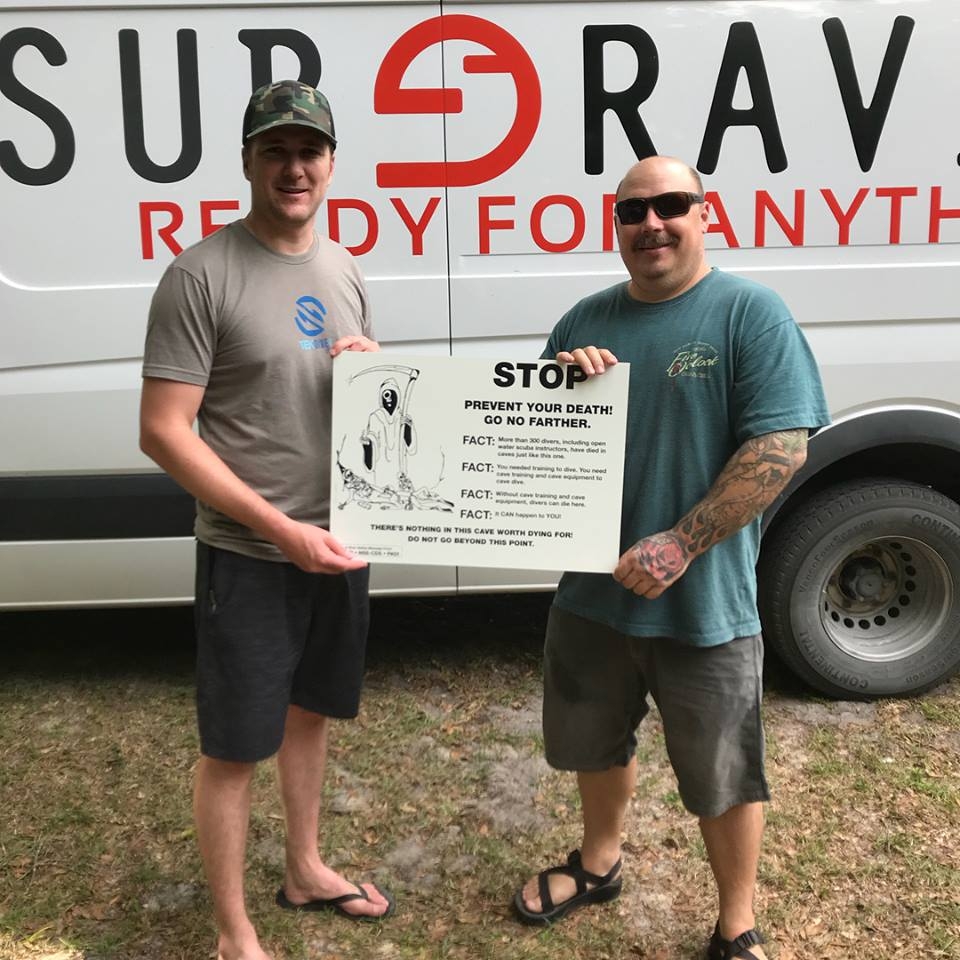 SUB RAV
READY FOR ANYTH
STOP
PREVENT YOUR DEATH!
GO NO FARTHER.
FACT: More than 300 divers, including open
water scuba instructors, have died in
caves just like this one.
FACT: You needed training to dive. You need
cave training and cave equipment to
cave dive.
FACT: Without cave training and cave
equipment, divers can die here.
FACT: It CAN happen to YOU!
THERE'S NOTHING IN THIS CAVE WORTH DYING FOR!
DO NOT GO BEYOND THIS POINT.
CONTINENTAL